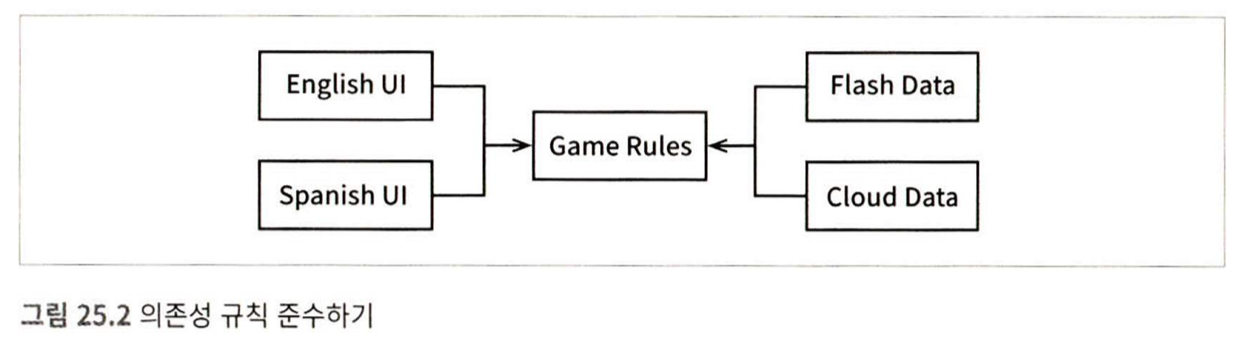 English UI
Flash Data
Game Rules
Spanish UI
Cloud Data
그림 25.2 의존성 규칙 준수하기